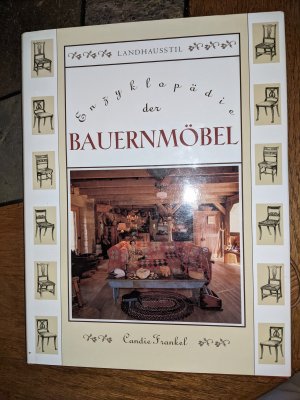 LANDHAUSSTIL
Enzyklopädie
der
BAUERNMÖBEL
Candie Frankel